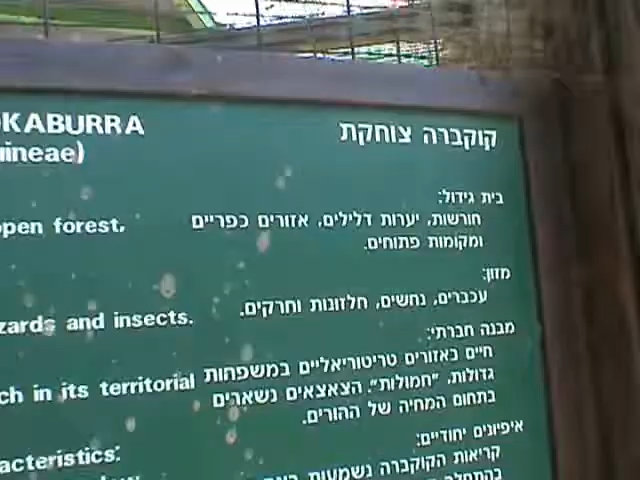 KABURRA
uineae)
open forest,
zards and insects.
ch in its territorial
acteristics:
קוקברה צוחקת
בית גידול:
חורשות, יערות דלילים, אזורים כפריים
ומקומות פתוחים.
מזון:
עכברים, נחשים, חלזונות וחרקים.
מבנה חברתי:
חיים באזורים טריטוריאליים במשפחות
גדולות, "חמולות". הצאצאים נשארים
בתחום המחיה של ההורים.
איפיונים יחודיים:
קריאות הקוקברה נשמעות